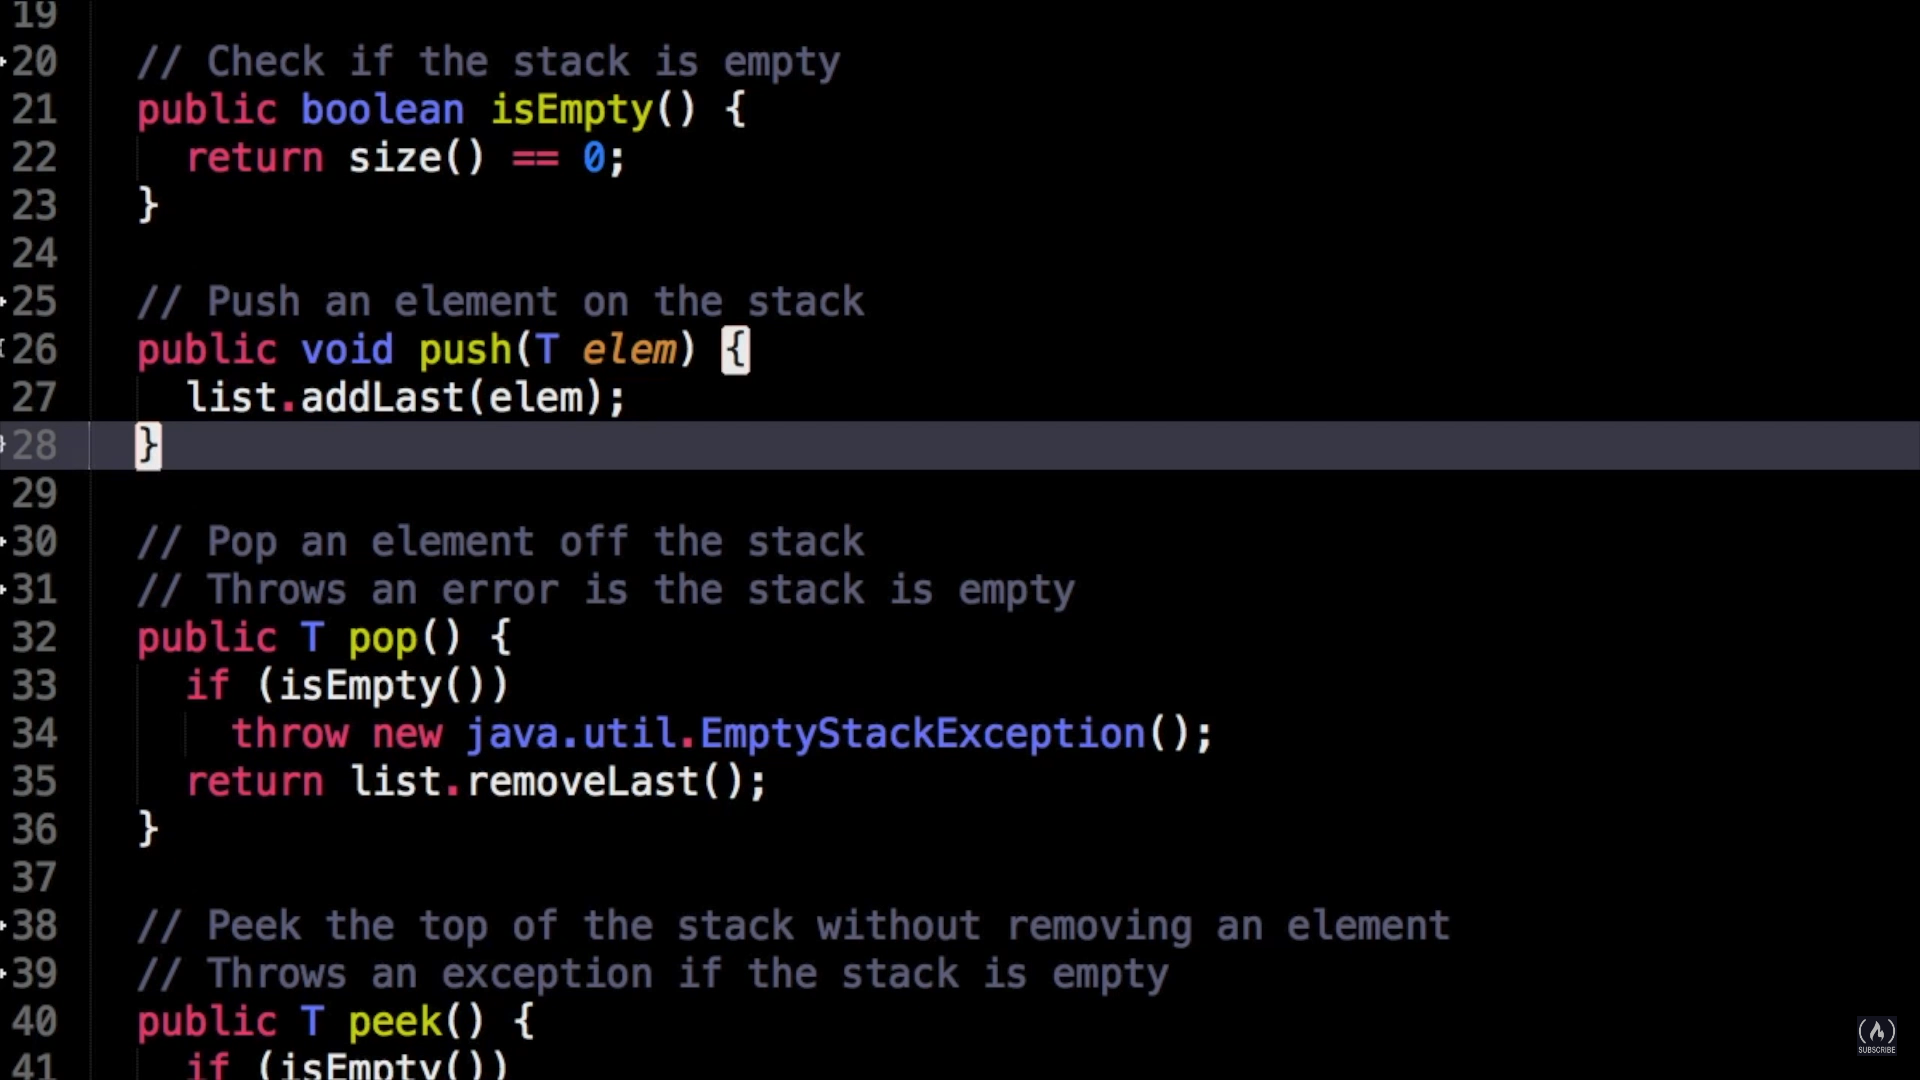 19
20 // Check if the stack is empty
21 public boolean isEmpty() {
22 return size() == 0;
23 }
24
25 // Push an element on the stack
26 public void push(T elem) {
27 list.addLast(elem);
28 }
29
30 // Pop an element off the stack
31 // Throws an error is the stack is empty
32 public T pop() {
33 if (isEmpty())
34 throw new java.util.EmptyStackException();
35 return list.removeLast();
36 }
37
38 // Peek the top of the stack without removing an element
39 // Throws an exception if the stack is empty
40 public T peek() {
41 if (isEmpty())
SUBSCRIBE